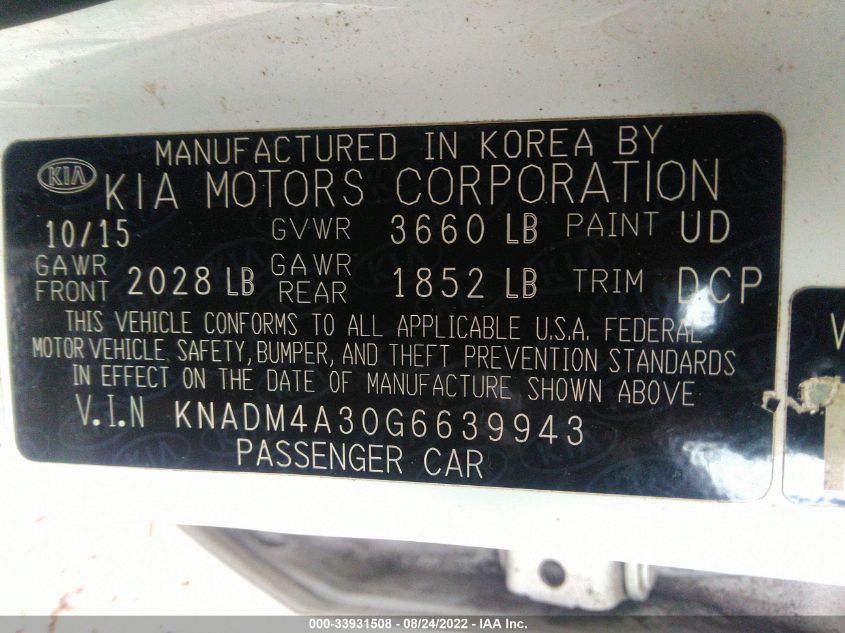 MANUFACTURED IN KOREA BY
KIA KIA MOTORS CORPORATION
10/15 GVWR 3660 LB PAINT UD
GAWR FRONT 2028 LB GAWR REAR 1852 LB TRIM DCP
THIS VEHICLE CONFORMS TO ALL APPLICABLE U.S.A. FEDERAL
MOTOR VEHICLE SAFETY, BUMPER, AND THEFT PREVENTION STANDARDS
IN EFFECT ON THE DATE OF MANUFACTURE SHOWN ABOVE
V.I.N KNADM4A30G6639943
PASSENGER CAR
000-33931508 - 08/24/2022 - © IAA Inc.